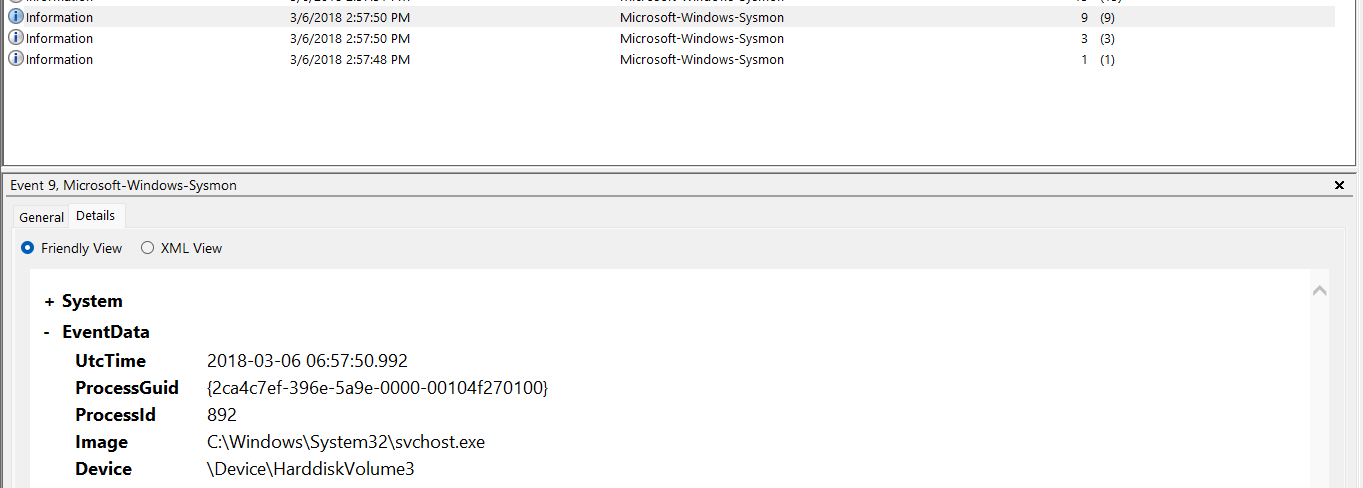 Information 3/6/2018 2:57:50 PM Microsoft-Windows-Sysmon 9 (9)
Information 3/6/2018 2:57:50 PM Microsoft-Windows-Sysmon 3 (3)
Information 3/6/2018 2:57:48 PM Microsoft-Windows-Sysmon 1 (1)
Event 9, Microsoft-Windows-Sysmon
General Details
Friendly View XML View
+ System
- EventData
UtcTime 2018-03-06 06:57:50.992
ProcessGuid {2ca4c7ef-396e-5a9e-0000-00104f270100}
ProcessId 892
Image C:\Windows\System32\svchost.exe
Device \Device\HarddiskVolume3